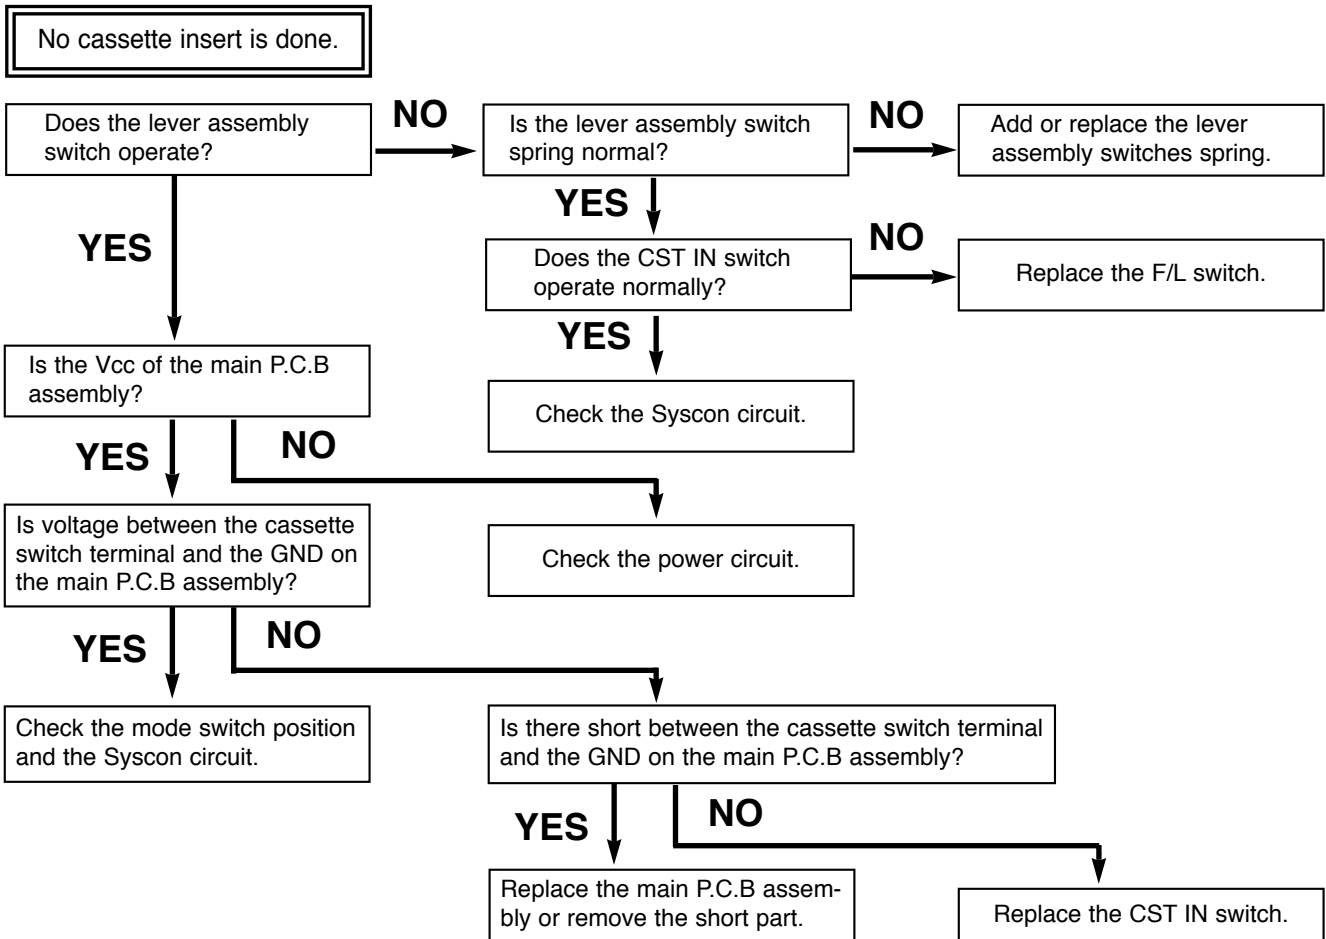 No cassette insert is done.
Does the lever assembly
switch operate?
NO
Is the lever assembly switch
spring normal?
NO
Add or replace the lever
assembly switches spring.
YES
YES
Does the CST IN switch
operate normally?
NO
Replace the F/L switch.
YES
Is the Vcc of the main P.C.B
assembly?
Check the Syscon circuit.
YES
NO
Is voltage between the cassette
switch terminal and the GND on
the main P.C.B assembly?
Check the power circuit.
YES
NO
Check the mode switch position
and the Syscon circuit.
Is there short between the cassette switch terminal
and the GND on the main P.C.B assembly?
YES
NO
Replace the main P.C.B assem-
bly or remove the short part.
Replace the CST IN switch.